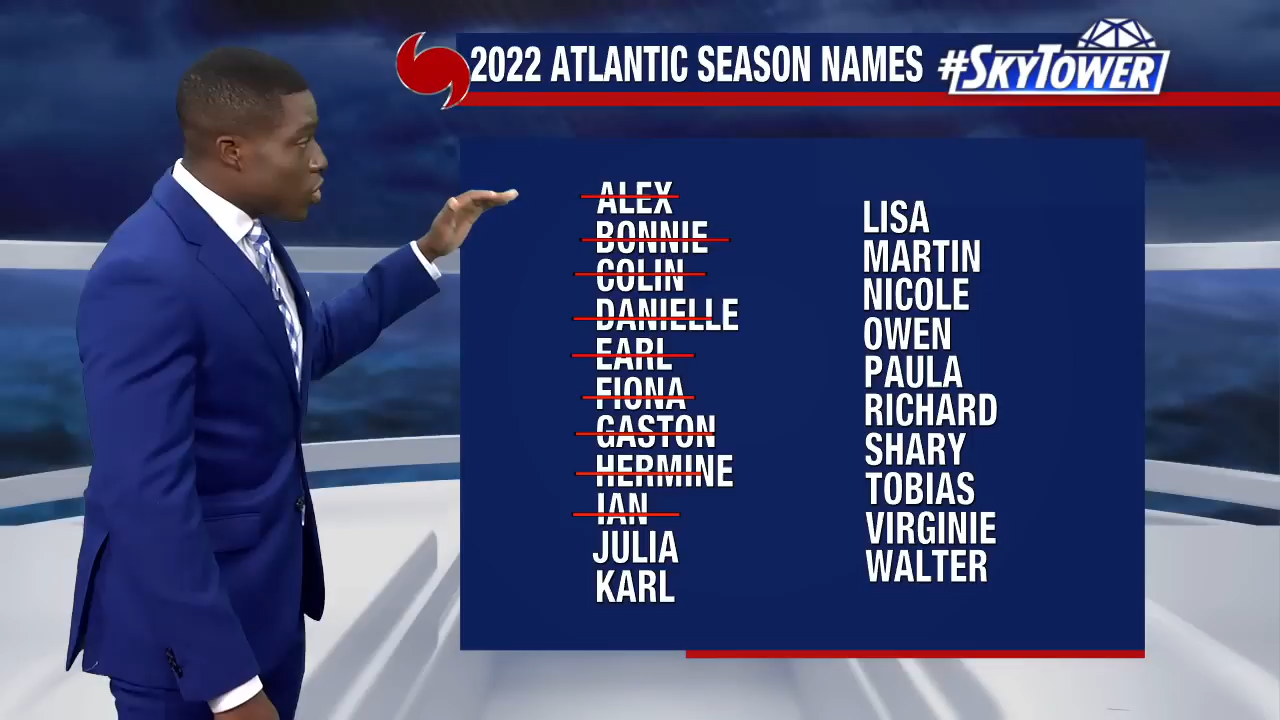 2022 ATLANTIC SEASON NAMES
#SKYTOWER
ALEX
BONNIE
COLIN
DANIELLE
EARL
FIONA
GASTON
HERMINE
IAN
JULIA
KARL
LISA
MARTIN
NICOLE
OWEN
PAULA
RICHARD
SHARY
TOBIAS
VIRGINIE
WALTER